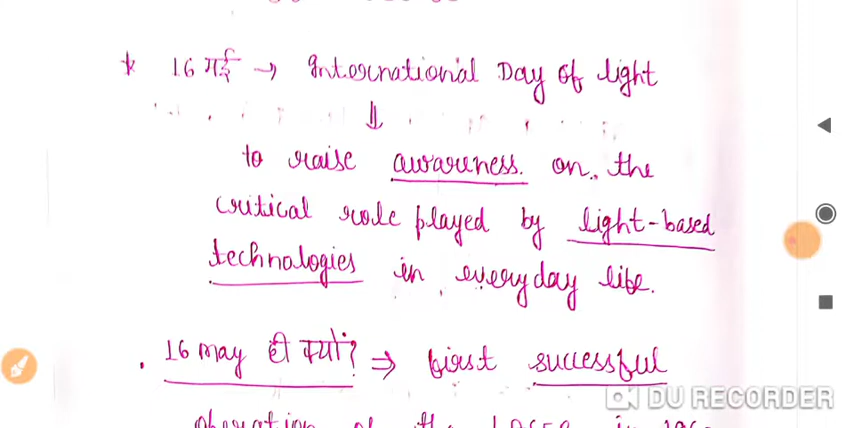 * 16 मई → International Day of light
↓
to raise awareness on the
critical role played by light-based
technologies in everyday life.
. 16 may ही क्यों? ⇒ first successful
DU RECORDER